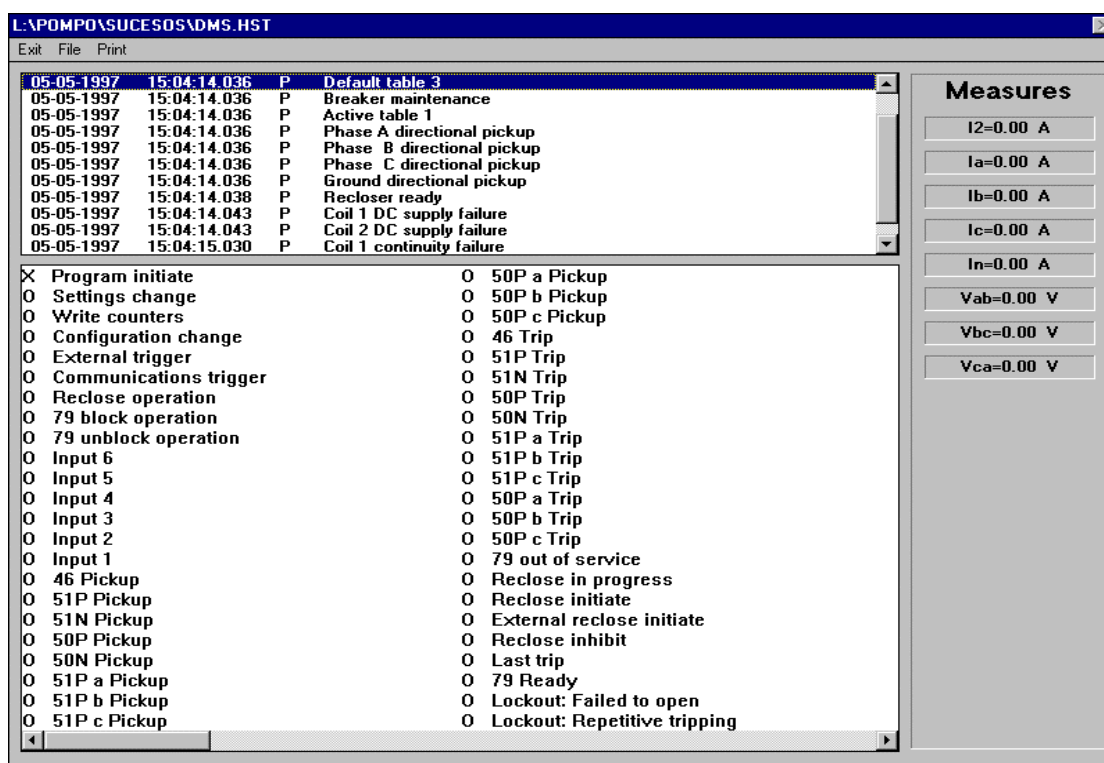 L:\POMPO\SUCESOS\DMS.HST
Exit File Print
05-05-1997 15:04:14.036 P Default table 3
05-05-1997 15:04:14.036 P Breaker maintenance
05-05-1997 15:04:14.036 P Active table 1
05-05-1997 15:04:14.036 P Phase A directional pickup
05-05-1997 15:04:14.036 P Phase B directional pickup
05-05-1997 15:04:14.036 P Phase C directional pickup
05-05-1997 15:04:14.036 P Ground directional pickup
05-05-1997 15:04:14.038 P Recloser ready
05-05-1997 15:04:14.043 P Coil 1 DC supply failure
05-05-1997 15:04:14.043 P Coil 2 DC supply failure
05-05-1997 15:04:15.030 P Coil 1 continuity failure
X Program initiate
O Settings change
O Write counters
O Configuration change
O External trigger
O Communications trigger
O Reclose operation
O 79 block operation
O 79 unblock operation
O Input 6
O Input 5
O Input 4
O Input 3
O Input 2
O Input 1
O 46 Pickup
O 51P Pickup
O 51N Pickup
O 50P Pickup
O 50N Pickup
O 51P a Pickup
O 51P b Pickup
O 51P c Pickup
O 50P a Pickup
O 50P b Pickup
O 50P c Pickup
O 46 Trip
O 51P Trip
O 51N Trip
O 50P Trip
O 50N Trip
O 51P a Trip
O 51P b Trip
O 51P c Trip
O 50P a Trip
O 50P b Trip
O 50P c Trip
O 79 out of service
O Reclose in progress
O Reclose initiate
O External reclose initiate
O Reclose inhibit
O Last trip
O 79 Ready
O Lockout: Failed to open
O Lockout: Repetitive tripping
Measures
I2=0.00 A
Ia=0.00 A
Ib=0.00 A
Ic=0.00 A
In=0.00 A
Vab=0.00 V
Vbc=0.00 V
Vca=0.00 V